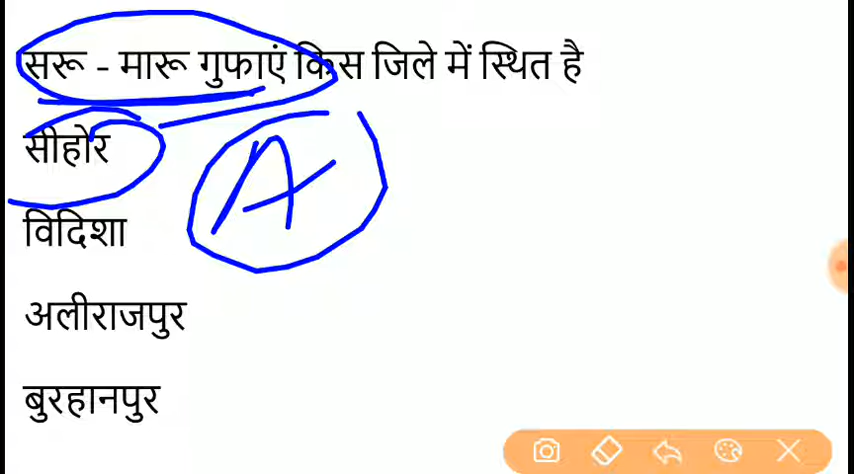 सरू - मारू गुफाएं किस जिले में स्थित है
सीहोर
A
विदिशा
अलीराजपुर
बुरहानपुर